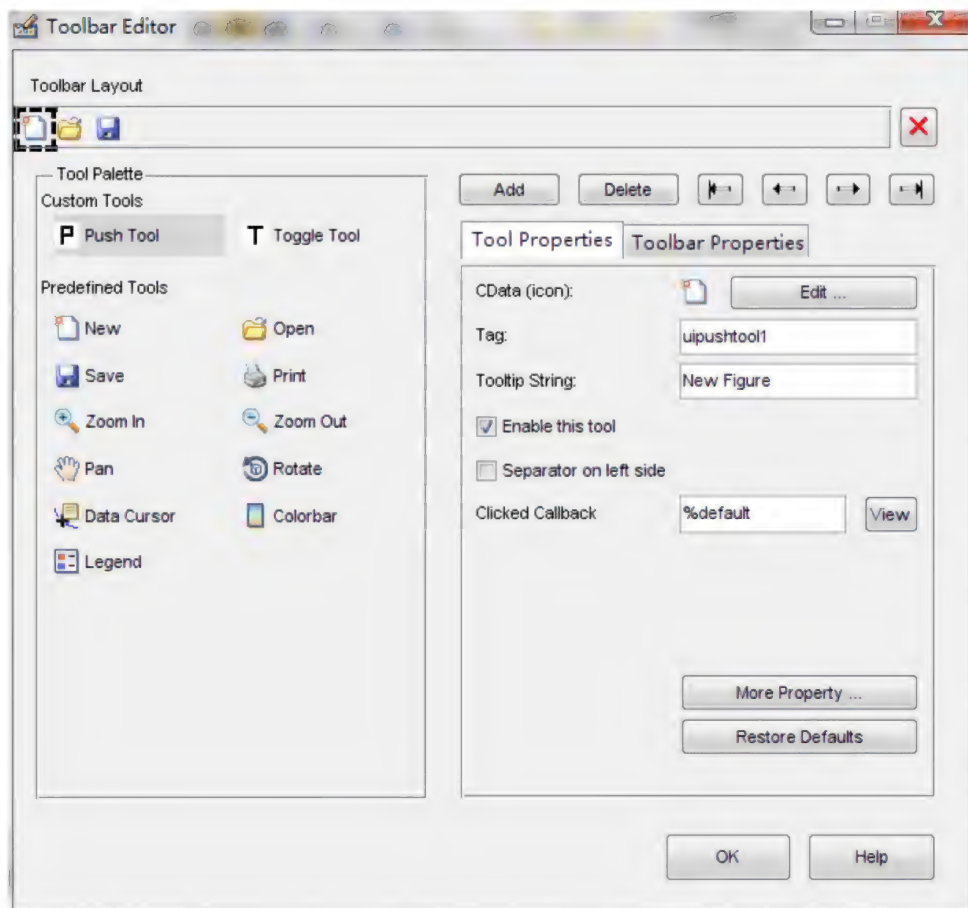 Toolbar Editor
Toolbar Layout
Tool Palette
Custom Tools
P Push Tool
T Toggle Tool
Predefined Tools
New
Open
Save
Print
Zoom In
Zoom Out
Pan
Rotate
Data Cursor
Colorbar
Legend
Add
Delete
Tool Properties
Toolbar Properties
CData (icon):
Edit ...
Tag:
uipushtool1
Tooltip String:
New Figure
Enable this tool
Separator on left side
Clicked Callback
%default
View
More Property ...
Restore Defaults
OK
Help